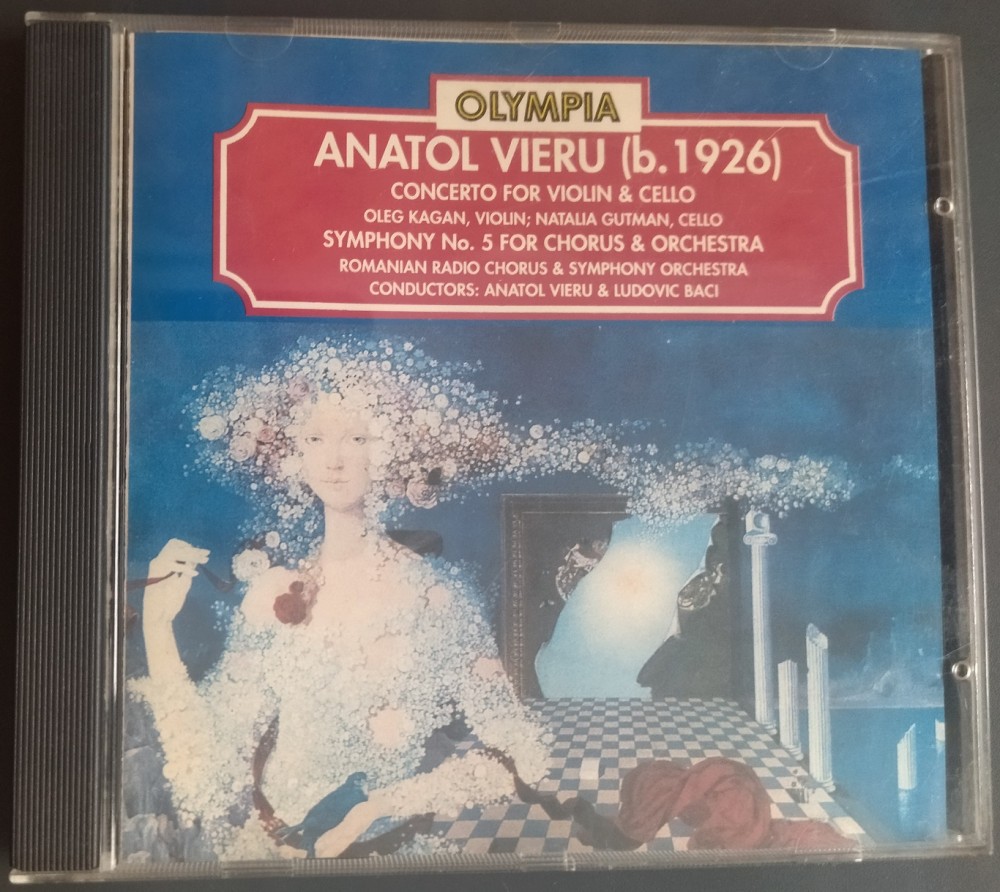 OLYMPIA
ANATOL VIERU (b.1926)
CONCERTO FOR VIOLIN & CELLO
OLEG KAGAN, VIOLIN; NATALIA GUTMAN, CELLO
SYMPHONY No. 5 FOR CHORUS & ORCHESTRA
ROMANIAN RADIO CHORUS & SYMPHONY ORCHESTRA
CONDUCTORS: ANATOL VIERU & LUDOVIC BACI